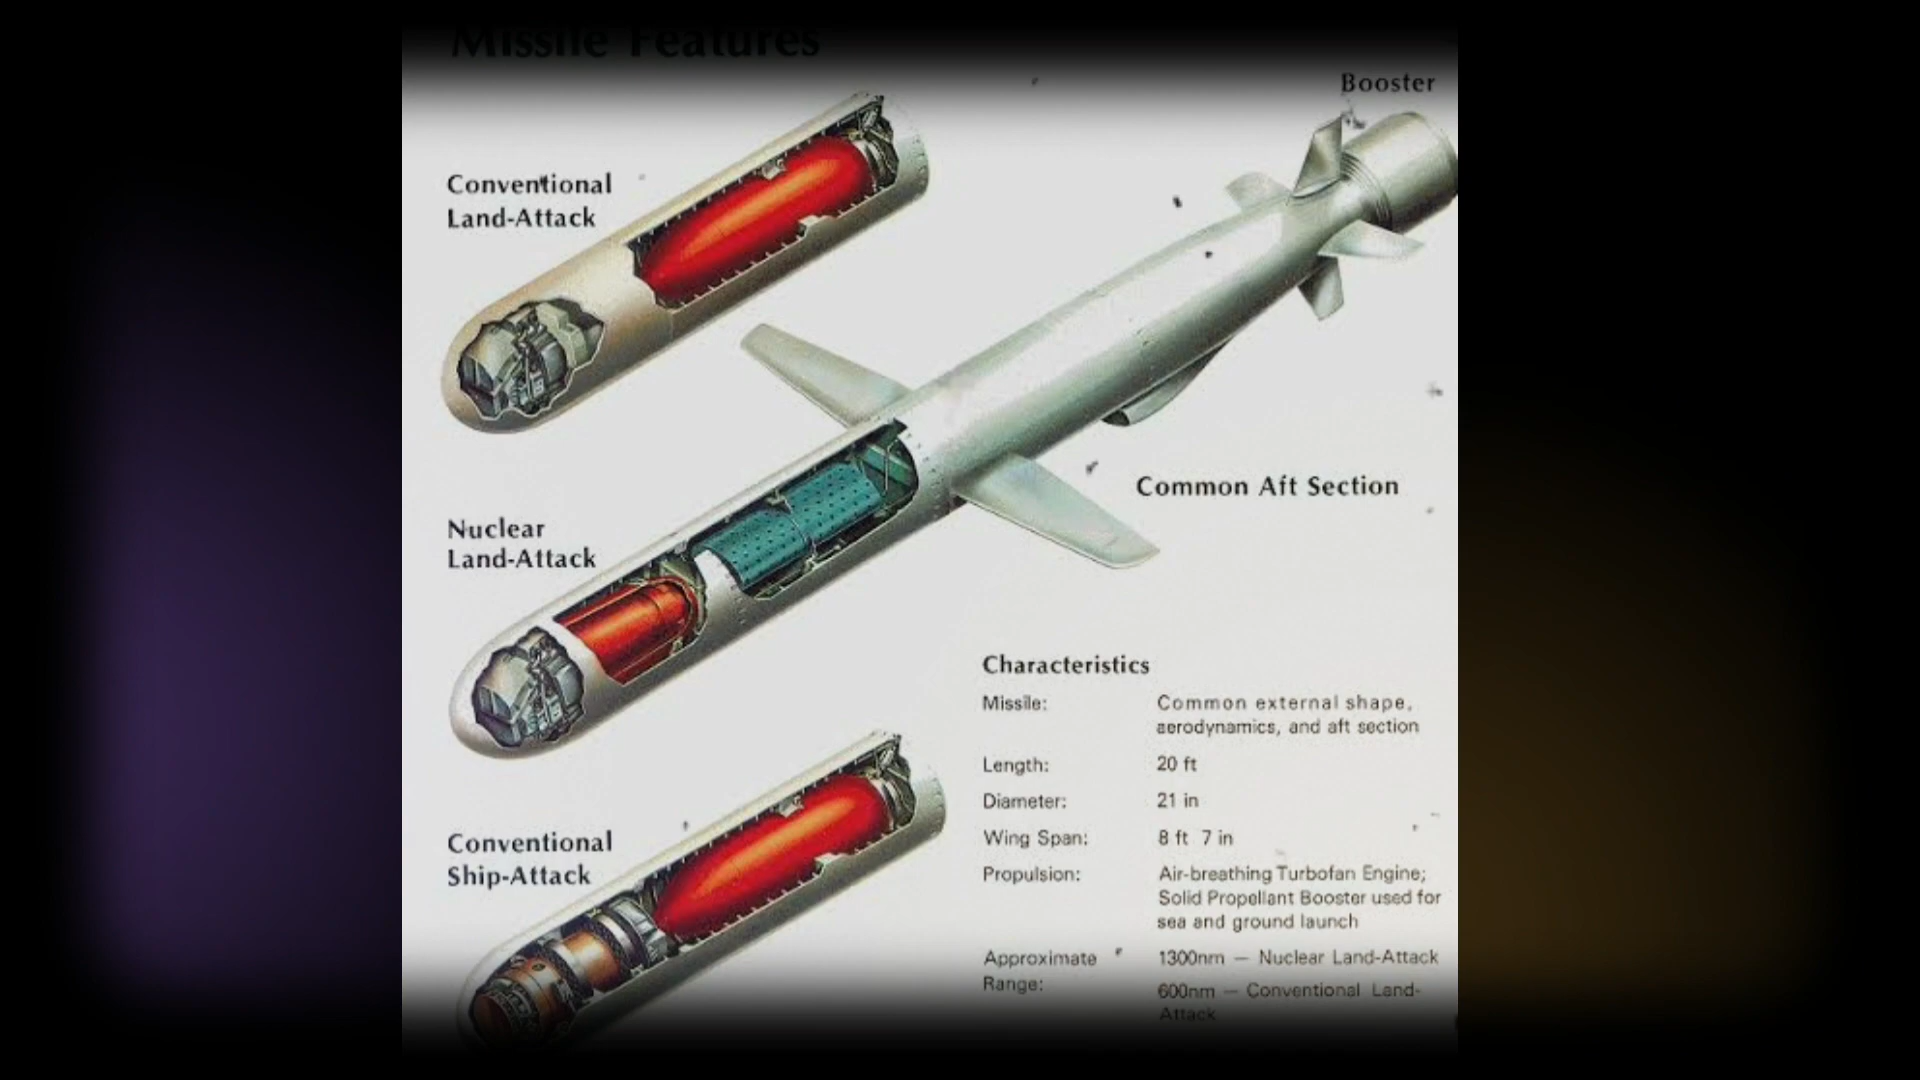 Missile Features
Booster
Conventional
Land-Attack
Common Aft Section
Nuclear
Land-Attack
Characteristics
Missile: Common external shape,
aerodynamics, and aft section
Length: 20 ft
Diameter: 21 in
Wing Span: 8 ft 7 in
Propulsion: Air-breathing Turbofan Engine;
Solid Propellant Booster used for
sea and ground launch
Approximate 1300nm — Nuclear Land-Attack
Range: 600nm — Conventional Land-
Attack
Conventional
Ship-Attack